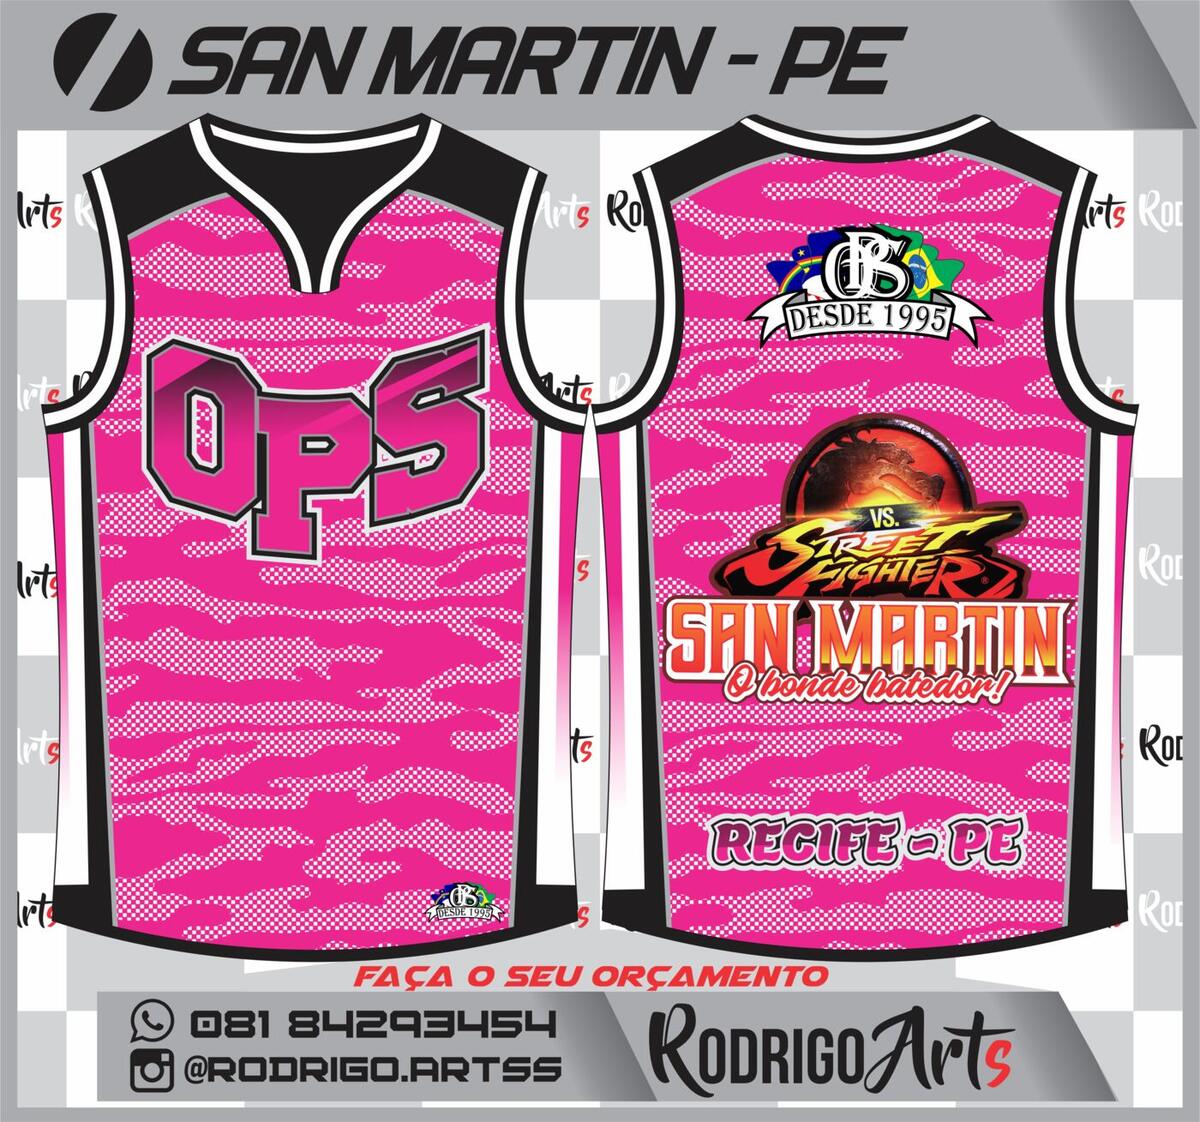 SAN MARTIN - PE
OPS
DESDE 1995
OPS
DESDE 1995
VS.
STREET
FIGHTER®
SAN MARTIN
O bonde batedor!
RECIFE - PE
FAÇA O SEU ORÇAMENTO
081 84293454
@RODRIGO.ARTSS
RODRIGOArts